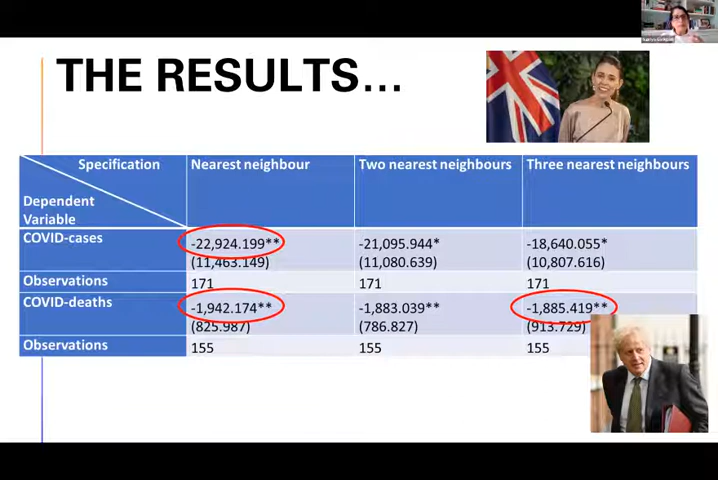 THE RESULTS…
Specification
Dependent
Variable
Nearest neighbour
Two nearest neighbours
Three nearest neighbours
COVID-cases
-22,924.199**
(11,463.149)
-21,095.944*
(11,080.639)
-18,640.055*
(10,807.616)
Observations
171
171
171
COVID-deaths
-1,942.174**
(825.987)
-1,883.039**
(786.827)
-1,885.419**
(913.729)
Observations
155
155
155